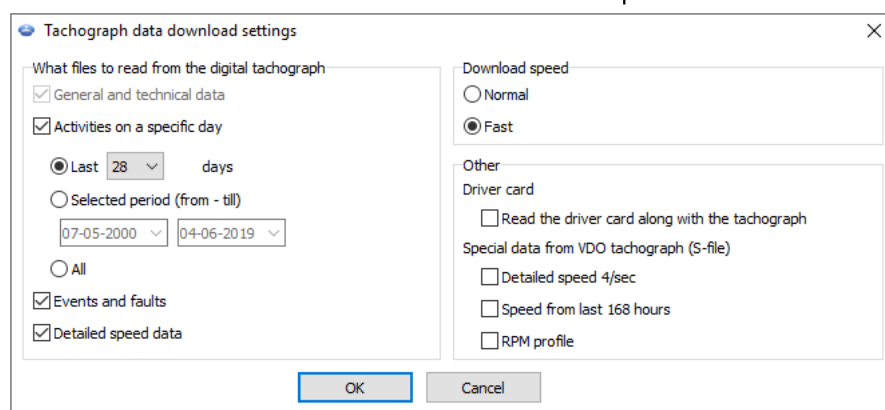 Tachograph data download settings
What files to read from the digital tachograph
General and technical data
Activities on a specific day
Last 28 days
Selected period (from - till)
07-05-2000 04-06-2019
All
Events and faults
Detailed speed data
Download speed
Normal
Fast
Other
Driver card
Read the driver card along with the tachograph
Special data from VDO tachograph (S-file)
Detailed speed 4/sec
Speed from last 168 hours
RPM profile
OK Cancel